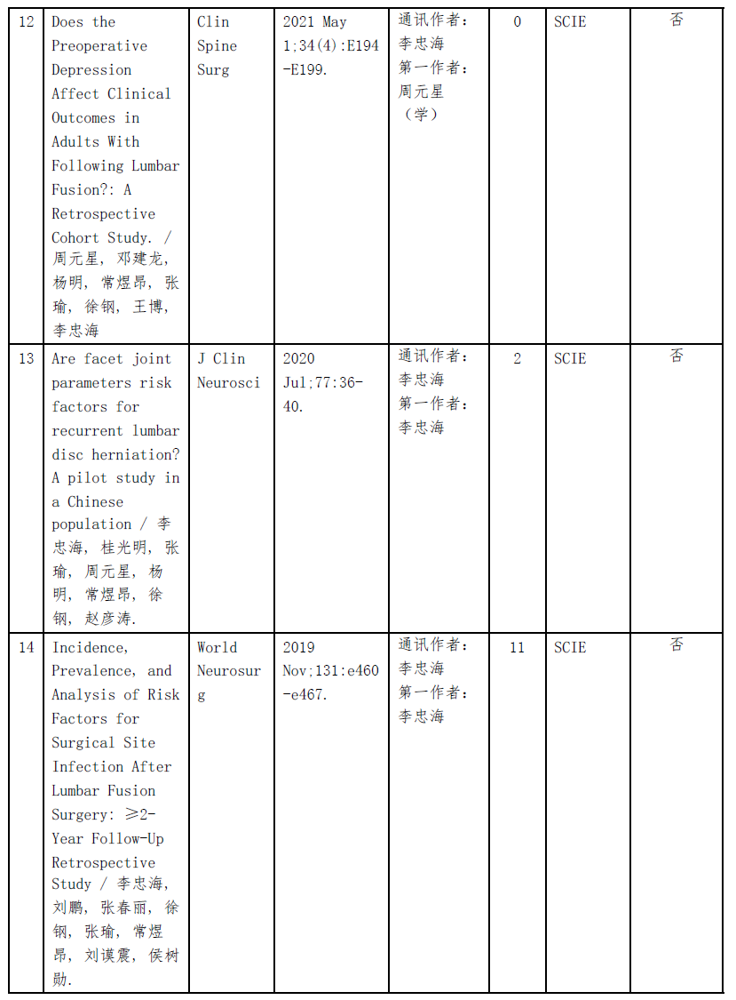 12
Does the
Preoperative
Depression
Affect Clinical
Outcomes in
Adults With
Following Lumbar
Fusion?: A
Retrospective
Cohort Study. /
周元星, 邓建龙,
杨明, 常煜昂, 张
瑜, 徐钢, 王博,
李忠海
Clin
Spine
Surg
2021 May
1;34(4):E194
-E199.
通讯作者:
李忠海
第一作者:
周元星
（学）
0
SCIE
否
13
Are facet joint
parameters risk
factors for
recurrent lumbar
disc herniation?
A pilot study in
a Chinese
population / 李
忠海, 桂光明, 张
瑜, 周元星, 杨
明, 常煜昂, 徐
钢, 赵彦涛.
J Clin
Neurosci
2020
Jul;77:36-
40.
通讯作者:
李忠海
第一作者:
李忠海
2
SCIE
否
14
Incidence,
Prevalence, and
Analysis of Risk
Factors for
Surgical Site
Infection After
Lumbar Fusion
Surgery: ≥2-
Year Follow-Up
Retrospective
Study / 李忠海,
刘鹏, 张春丽, 徐
钢, 张瑜, 常煜
昂, 刘谟震, 侯树
勋.
World
Neurosur
g
2019
Nov;131:e460
-e467.
通讯作者:
李忠海
第一作者:
李忠海
11
SCIE
否